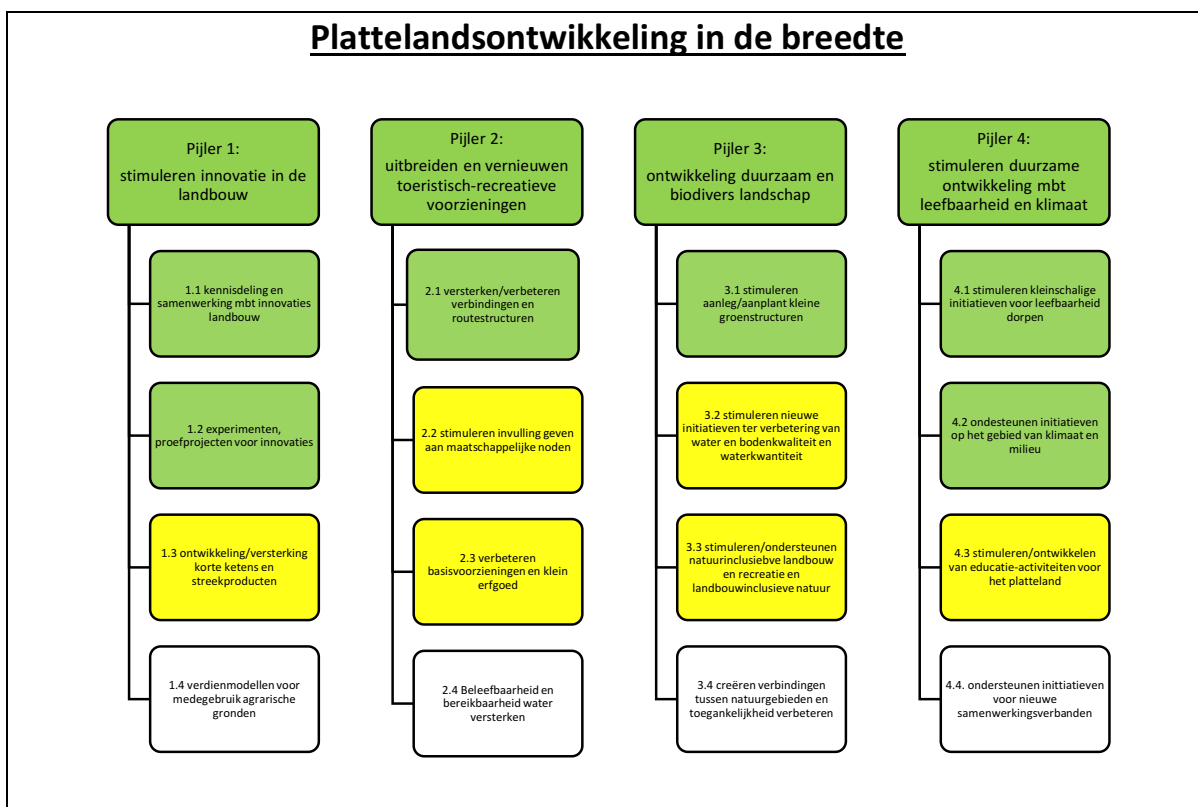 Plattelandsontwikkeling in de breedte
Pijler 1:
stimuleren innovatie in de
landbouw
1.1 kennisdeling en
samenwerking mbt innovaties
landbouw
1.2 experimenten,
proefprojecten voor innovaties
1.3 ontwikkeling/versterking
korte ketens en
streekproducten
1.4 verdienmodellen voor
medegebruik agrarische
gronden
Pijler 2:
uitbreiden en vernieuwen
toeristisch-recreatieve
voorzieningen
2.1 versterken/verbeteren
verbindingen en
routestructuren
2.2 stimuleren invulling geven
aan maatschappelijke noden
2.3 verbeteren
basisvoorzieningen en klein
erfgoed
2.4 Beleefbaarheid en
bereikbaarheid water
versterken
Pijler 3:
ontwikkeling duurzaam en
biodivers landschap
3.1 stimuleren
aanleg/aanplant kleine
groenstructuren
3.2 stimuleren nieuwe
initiatieven ter verbetering van
water en bodenkwaliteit en
waterkwantiteit
3.3 stimuleren/ondersteunen
natuurinclusiebve landbouw
en recreatie en
landbouwinclusieve natuur
3.4 creëren verbindingen
tussen natuurgebieden en
toegankelijkheid verbeteren
Pijler 4:
stimuleren duurzame
ontwikkeling mbt
leefbaarheid en klimaat
4.1 stimuleren kleinschalige
initiatieven voor leefbaarheid
dorpen
4.2 ondesteunen initiatieven
op het gebied van klimaat en
milieu
4.3 stimuleren/ontwikkelen
van educatie-activiteiten voor
het platteland
4.4. ondersteunen inittiatieven
voor nieuwe
samenwerkingsverbanden